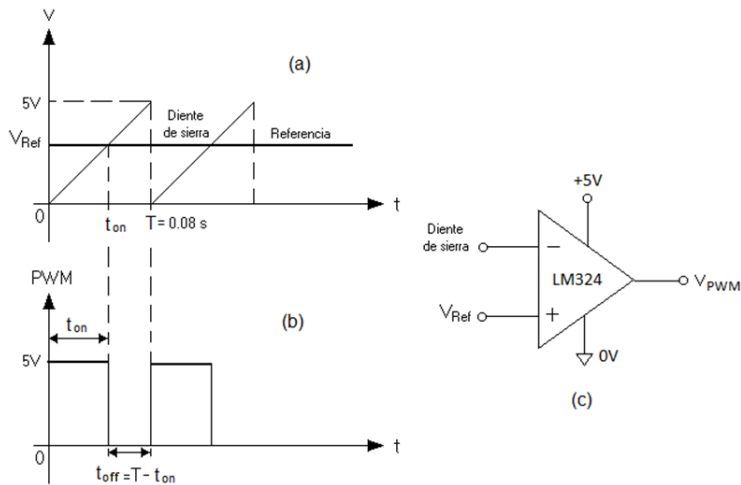 V
(a)
5V
Diente
de sierra
Referencia
VRef
0
ton
T = 0.08 s
t
PWM
ton
(b)
5V
0
t
toff = T - ton
+5V
Diente
de sierra
−
LM324
VPWM
VRef
+
0V
(c)